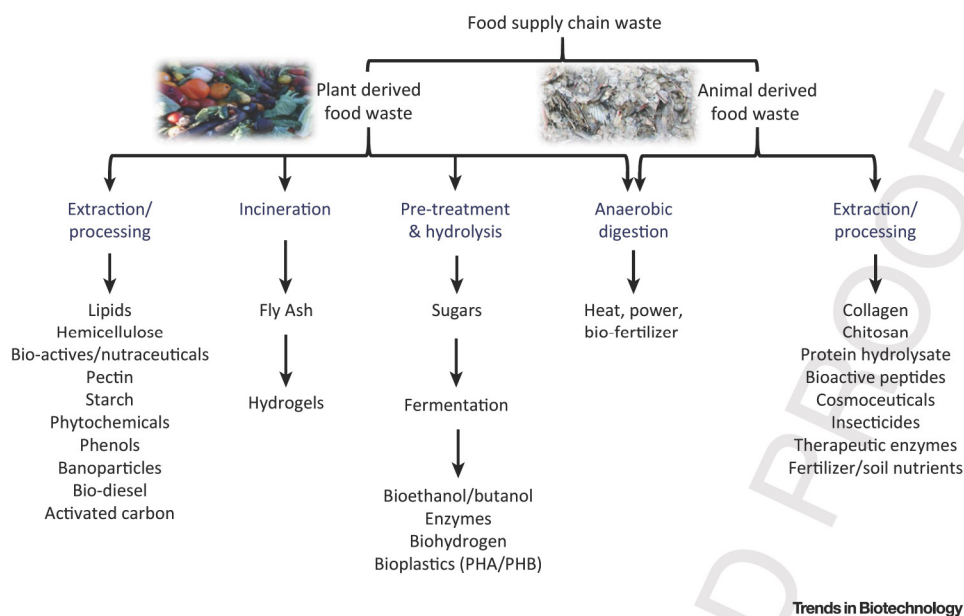 Food supply chain waste
Plant derived
food waste
Animal derived
food waste
Extraction/
processing
Incineration
Pre-treatment
& hydrolysis
Anaerobic
digestion
Extraction/
processing
Lipids
Hemicellulose
Bio-actives/nutraceuticals
Pectin
Starch
Phytochemicals
Phenols
Banoparticles
Bio-diesel
Activated carbon
Fly Ash
Hydrogels
Sugars
Fermentation
Bioethanol/butanol
Enzymes
Biohydrogen
Bioplastics (PHA/PHB)
Heat, power,
bio-fertilizer
Collagen
Chitosan
Protein hydrolysate
Bioactive peptides
Cosmoceuticals
Insecticides
Therapeutic enzymes
Fertilizer/soil nutrients
D PROOF
Trends in Biotechnology